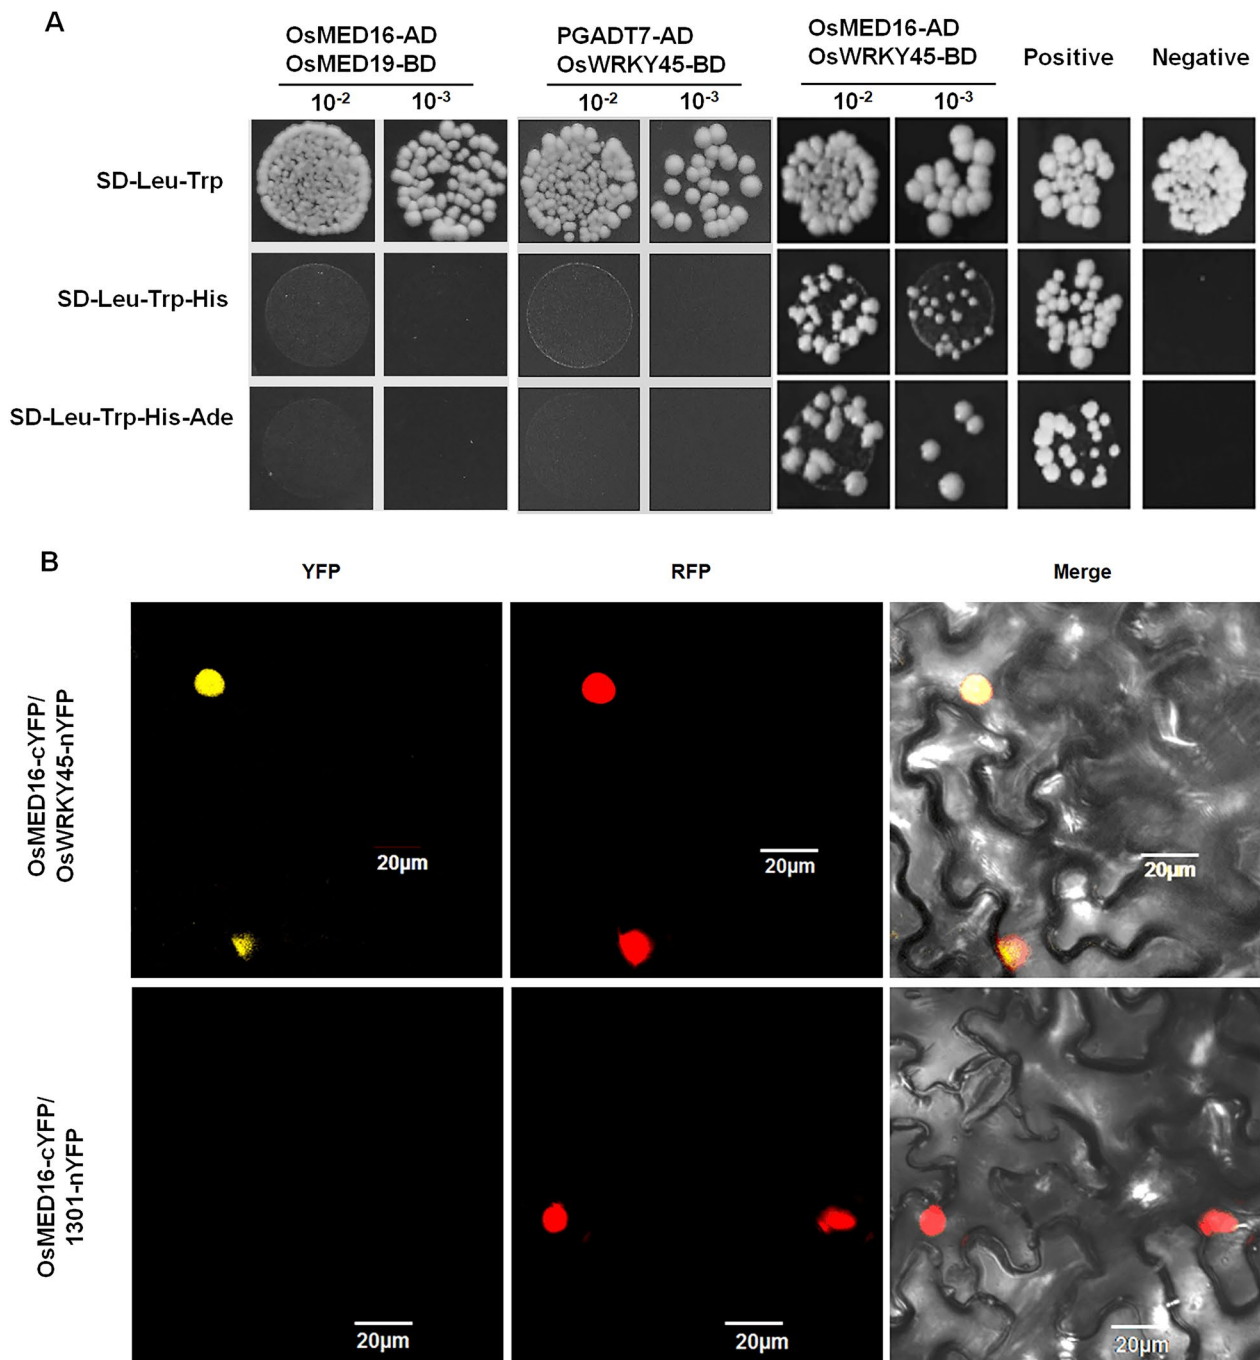 A
OsMED16-AD
OsMED19-BD
PGADT7-AD
OsWRKY45-BD
OsMED16-AD
OsWRKY45-BD
Positive
Negative
10-2
10-3
10-2
10-3
10-2
10-3
SD-Leu-Trp
SD-Leu-Trp-His
SD-Leu-Trp-His-Ade
B
YFP
RFP
Merge
OsMED16-cYFP/
OsWRKY45-nYFP
20µm
20µm
20µm
OsMED16-cYFP/
1301-nYFP
20µm
20µm
20µm